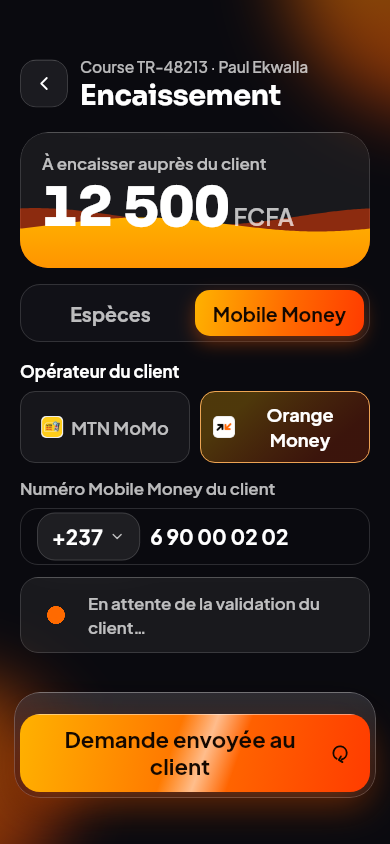 Course TR-48213 · Paul Ekwalla
Encaissement
À encaisser auprès du client
12 500 FCFA
Espèces
Mobile Money
Opérateur du client
MTN MoMo
Orange
Money
Numéro Mobile Money du client
+237
6 90 00 02 02
En attente de la validation du
client…
Demande envoyée au
client